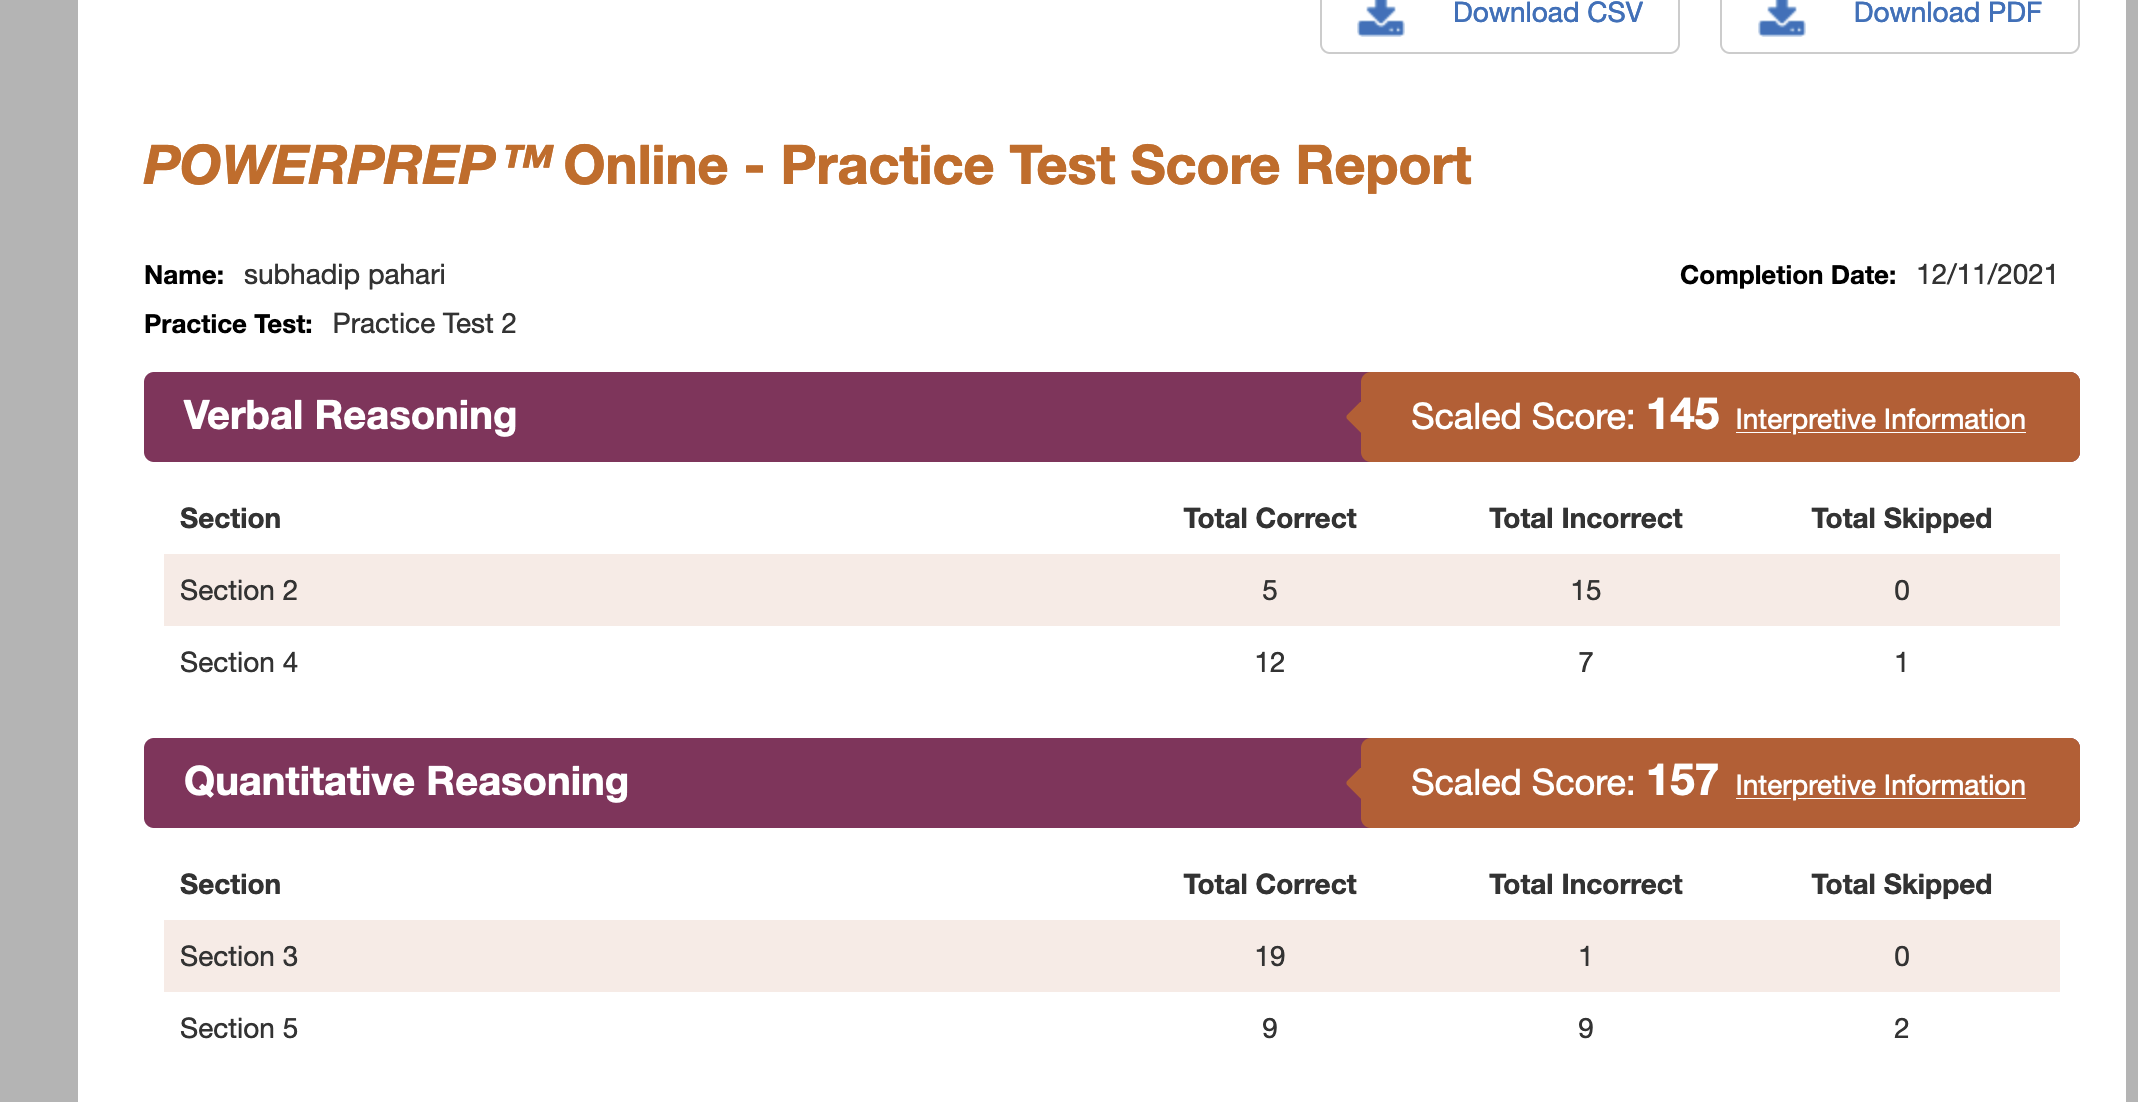 Download CSV Download PDF
POWERPREP™ Online - Practice Test Score Report
Name: subhadip pahari Completion Date: 12/11/2021
Practice Test: Practice Test 2
Verbal Reasoning Scaled Score: 145 Interpretive Information
Section Total Correct Total Incorrect Total Skipped
Section 2 5 15 0
Section 4 12 7 1
Quantitative Reasoning Scaled Score: 157 Interpretive Information
Section Total Correct Total Incorrect Total Skipped
Section 3 19 1 0
Section 5 9 9 2